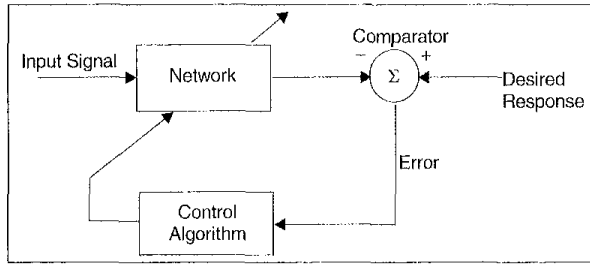 Comparator
− +
Input Signal
Network
Σ
Desired
Response
Error
Control
Algorithm